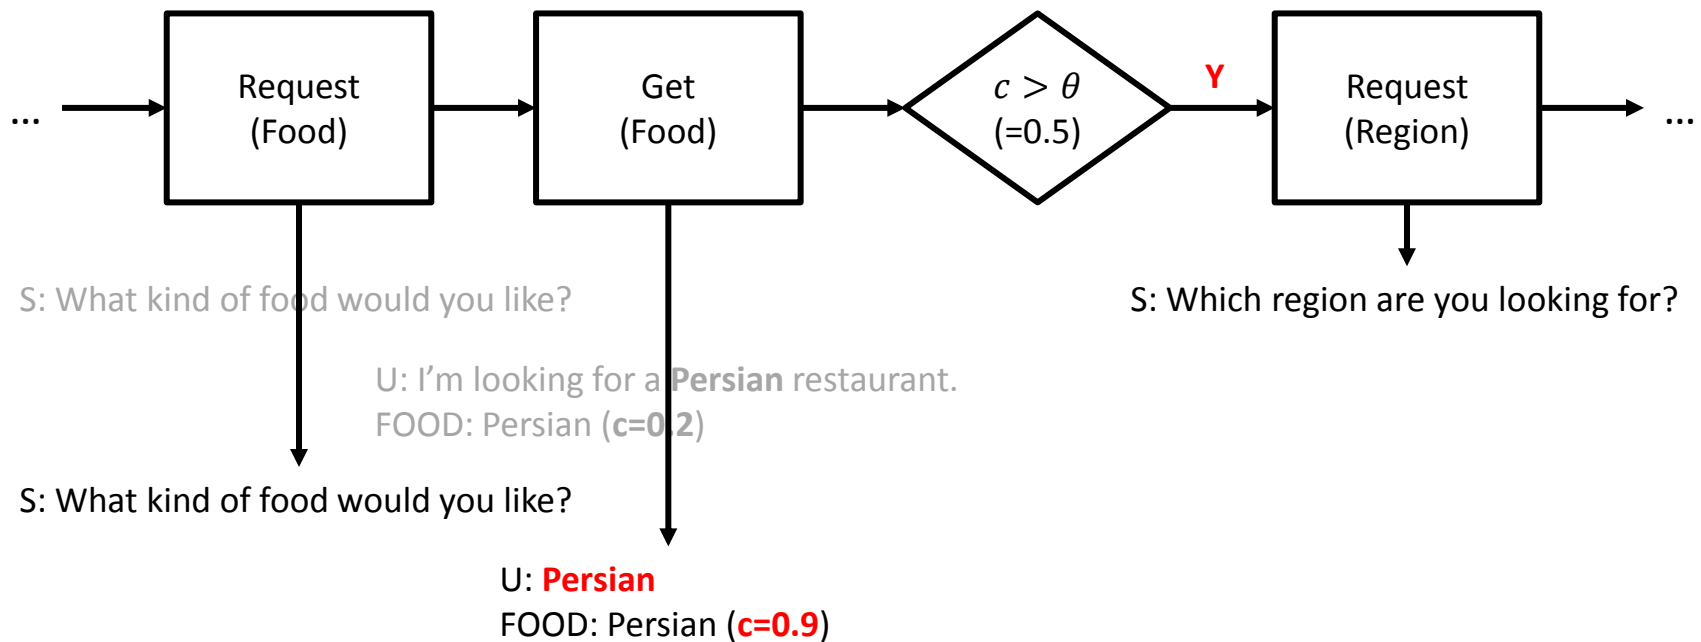 ...
Request
(Food)
Get
(Food)
c > θ
(=0.5)
Y
Request
(Region)
...
S: What kind of food would you like?
S: Which region are you looking for?
U: I’m looking for a Persian restaurant.
FOOD: Persian (c=0.2)
S: What kind of food would you like?
U: Persian
FOOD: Persian (c=0.9)